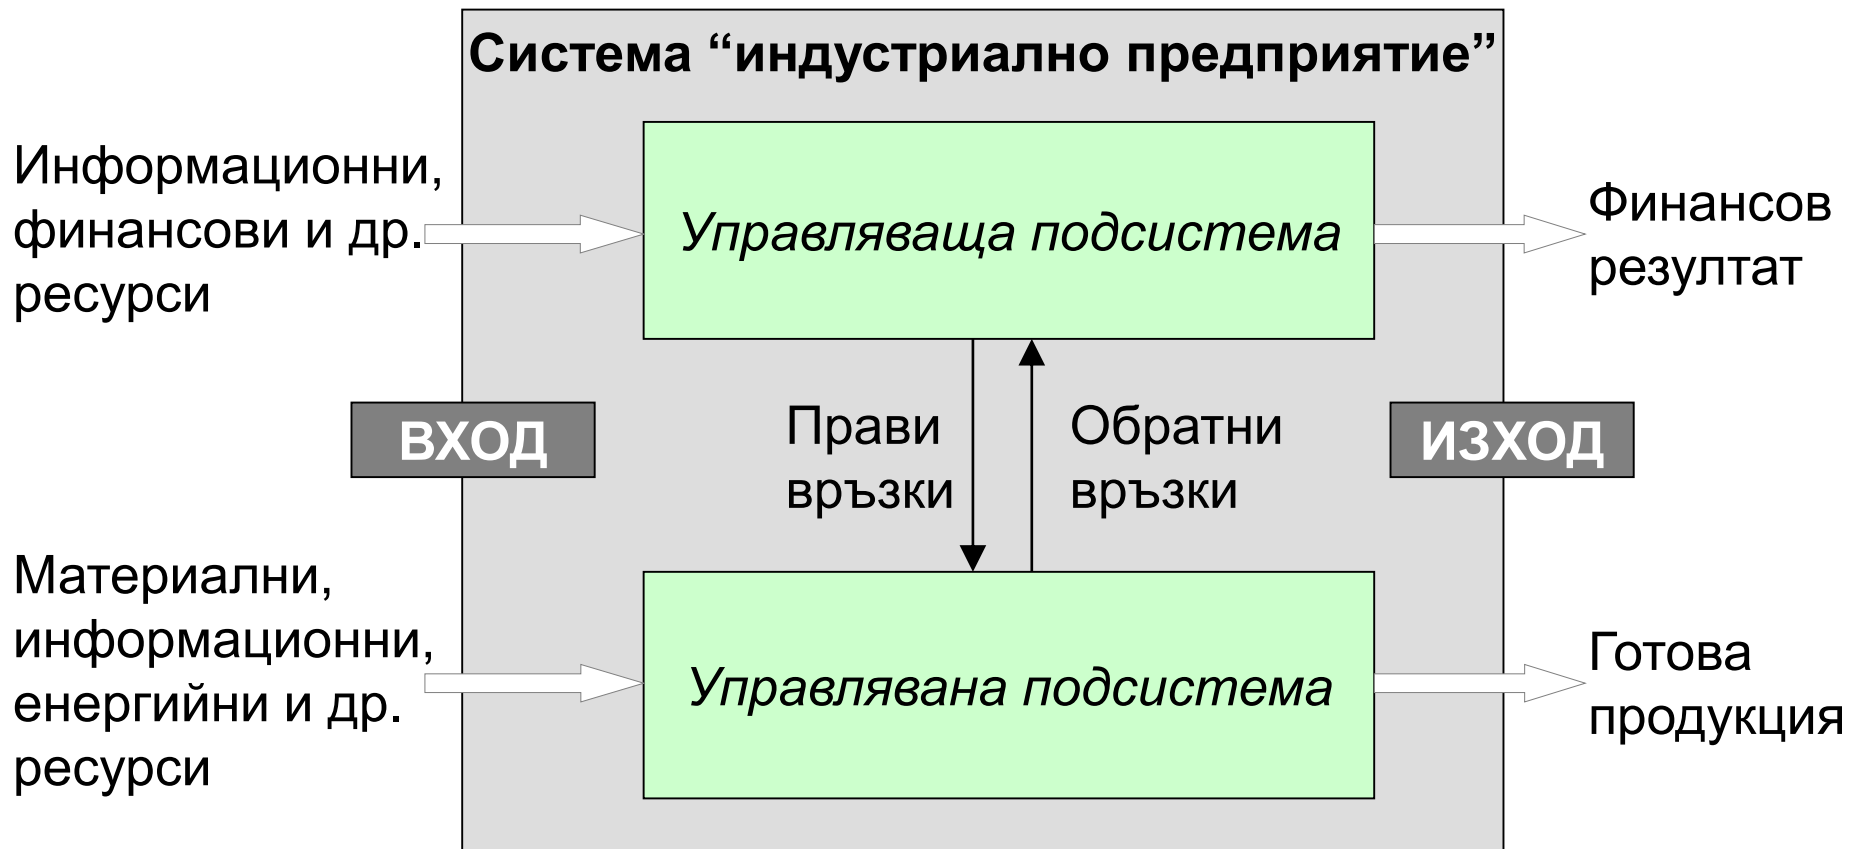 Система “индустриално предприятие”
Информационни,
финансови и др.
ресурси
Управляваща подсистема
Финансов
резултат
ВХОД
Прави
връзки
Обратни
връзки
ИЗХОД
Материални,
информационни,
енергийни и др.
ресурси
Управлявана подсистема
Готова
продукция